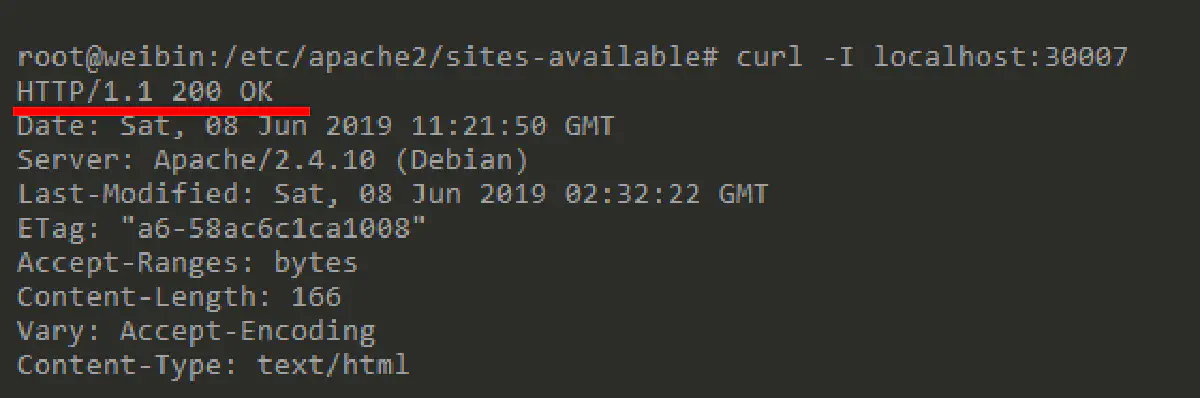 root@weibin:/etc/apache2/sites-available# curl -I localhost:30007
HTTP/1.1 200 OK
Date: Sat, 08 Jun 2019 11:21:50 GMT
Server: Apache/2.4.10 (Debian)
Last-Modified: Sat, 08 Jun 2019 02:32:22 GMT
ETag: "a6-58ac6c1ca1008"
Accept-Ranges: bytes
Content-Length: 166
Vary: Accept-Encoding
Content-Type: text/html